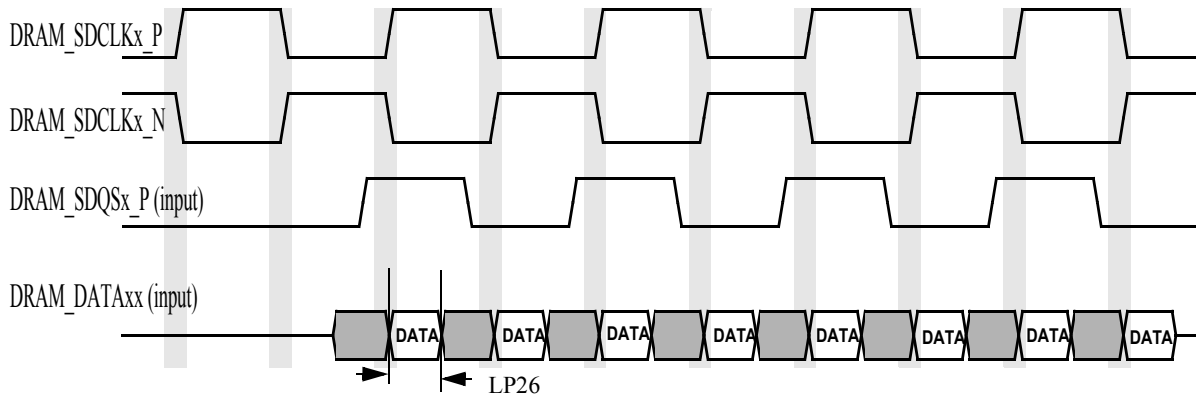 DRAM_SDCLKx_P
DRAM_SDCLKx_N
DRAM_SDQSx_P (input)
DRAM_DATAxx (input)
DATA DATA DATA DATA DATA DATA DATA DATA
LP26